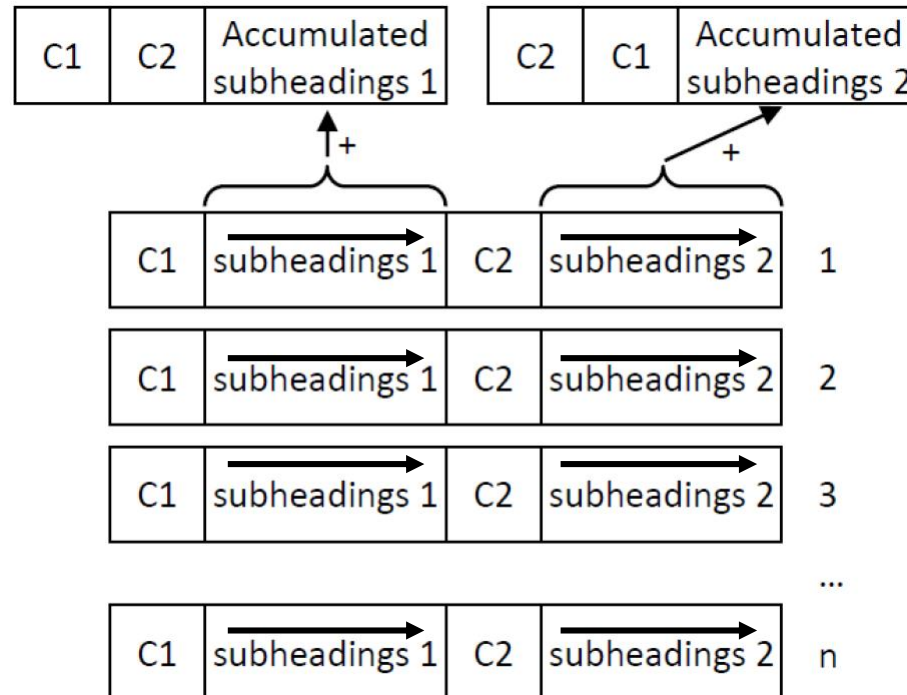 C1 C2 Accumulated subheadings 1
C2 C1 Accumulated subheadings 2
+ +
C1 subheadings 1 C2 subheadings 2 1
C1 subheadings 1 C2 subheadings 2 2
C1 subheadings 1 C2 subheadings 2 3
...
C1 subheadings 1 C2 subheadings 2 n